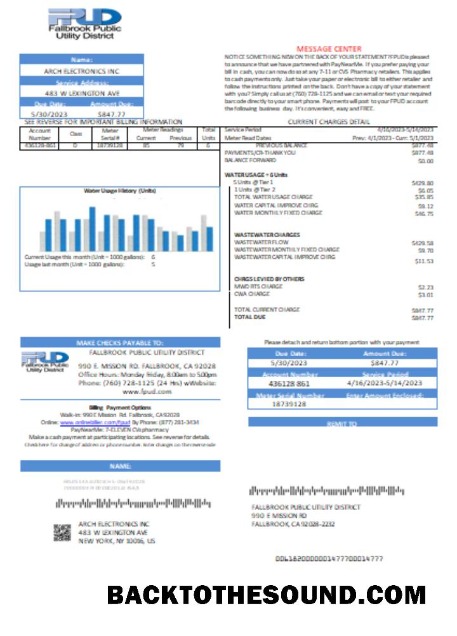 FPUD
Fallbrook Public
Utility District
Name:
ARCH ELECTRONICS INC
Service Address:
483 W LEXINGTON AVE
Due Date: Amount Due:
5/30/2023 $847.77
SEE REVERSE FOR IMPORTANT BILLING INFORMATION
Account Number Class Meter Serial# Meter Readings Current Previous Total Units
436128-861 D 18739128 85 79 6
Water Usage History (Units)
Current Usage this month (Unit = 1000 gallons): 6
Usage last month (Unit = 1000 gallons): 5
MESSAGE CENTER
NOTICE SOMETHING NEW ON THE BACK OF YOUR STATEMENT? FPUD is pleased
to announce that we have partnered with PayNearMe. If you prefer paying your
bill in cash, you can now do so at any 7-11 or CVS Pharmacy retailers. This applies
to cash payments only. Just take your paper or electronic bill to either retailer and
follow the instructions printed on the back. Don't have a copy of your statement
with you? Simply call us at (760) 728-1125 and we can email or text your required
barcode directly to your smart phone. Payments will post to your FPUD account
the following business day. It's convenient, easy and FREE.
CURRENT CHARGES DETAIL
Service Period 4/16/2023-5/14/2023
Meter Read Dates Prev: 4/1/2023 - Curr: 5/1/2023
PREVIOUS BALANCE $877.48
PAYMENTS/CR-THANK YOU $877.48
BALANCE FORWARD $0.00
WATER USAGE = 6 Units
5 Units @ Tier 1 $429.80
1 Units @ Tier 2 $6.05
TOTAL WATER USAGE CHARGE $35.85
WATER CAPITAL IMPROVE CHRG $9.12
WATER MONTHLY FIXED CHARGE $46.75
WASTEWATER CHARGES
WASTEWATER FLOW $429.58
WASTEWATER MONTHLY FIXED CHARGE $9.70
WASTEWATER CAPITAL IMPROV CHRG $11.53
CHRGS LEVIED BY OTHERS
MWD RTS CHARGE $2.23
CWA CHARGE $3.01
TOTAL CURRENT CHARGE $847.77
TOTAL DUE $847.77
MAKE CHECKS PAYABLE TO:
FPUD
Fallbrook Public
Utility District
FALLBROOK PUBLIC UTILITY DISTRICT
990 E. MISSION RD. FALLBROOK, CA 92028
Office Hours: Monday Friday, 8:00am to 5:00pm
Phone: (760) 728-1125 (24 Hrs) wWebsite:
www.fpud.com
Billing Payment Options
Walk-in: 990 E Mission Rd. Fallbrook, CA 92028
Online: www.onlinebiller.com/fpud By Phone: (877) 281-3434
PayNearMe: 7-ELEVEN CVS pharmacy
Make a cash payment at participating locations. See reverse for details.
Check here for change of address or phone number. Enter changes on the reverse side
Please detach and return bottom portion with your payment
Due Date: Amount Due:
5/30/2023 $847.77
Account Number Service Period
436128 861 4/16/2023-5/14/2023
Meter Serial Number Enter Amount Enclosed:
18739128
REMIT TO
NAME:
ARCH ELECTRONICS INC
483 W LEXINGTON AVE
NEW YORK, NY 10016, US
FALLBROOK PUBLIC UTILITY DISTRICT
990 E MISSION RD
FALLBROOK, CA 92028-2232
BACKTOTHESOUND.COM